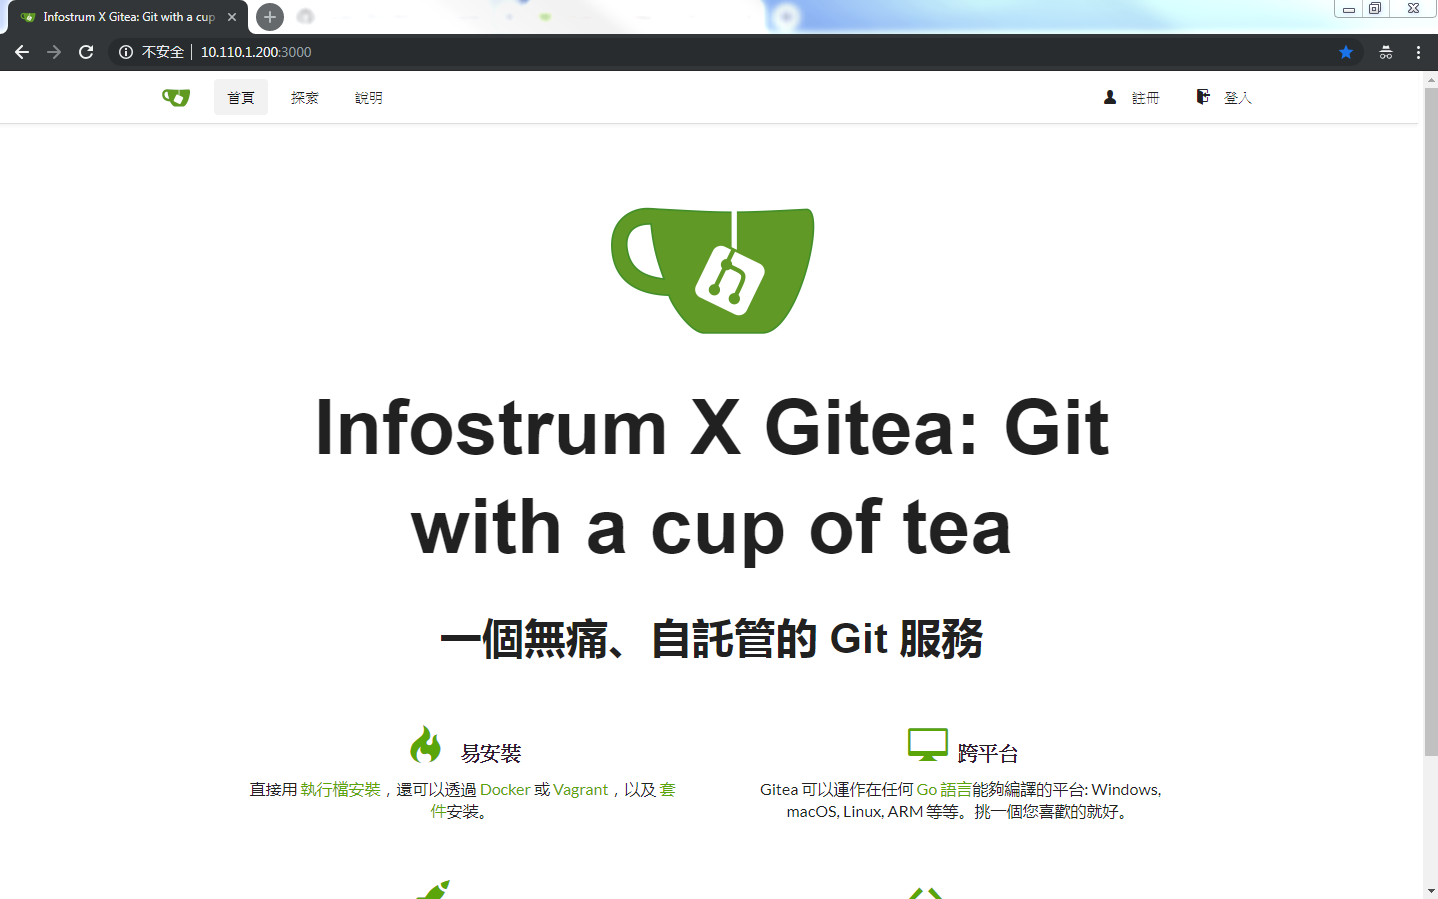 Infostrum X Gitea: Git with a cup
不安全 10.110.1.200:3000
首頁 探索 說明 註冊 登入
Infostrum X Gitea: Git
with a cup of tea
一個無痛、自託管的 Git 服務
易安裝
直接用 執行檔安裝，還可以透過 Docker 或 Vagrant，以及 套
件安裝。
跨平台
Gitea 可以運作在任何 Go 語言能夠編譯的平台: Windows,
macOS, Linux, ARM 等等。挑一個您喜歡的就好。